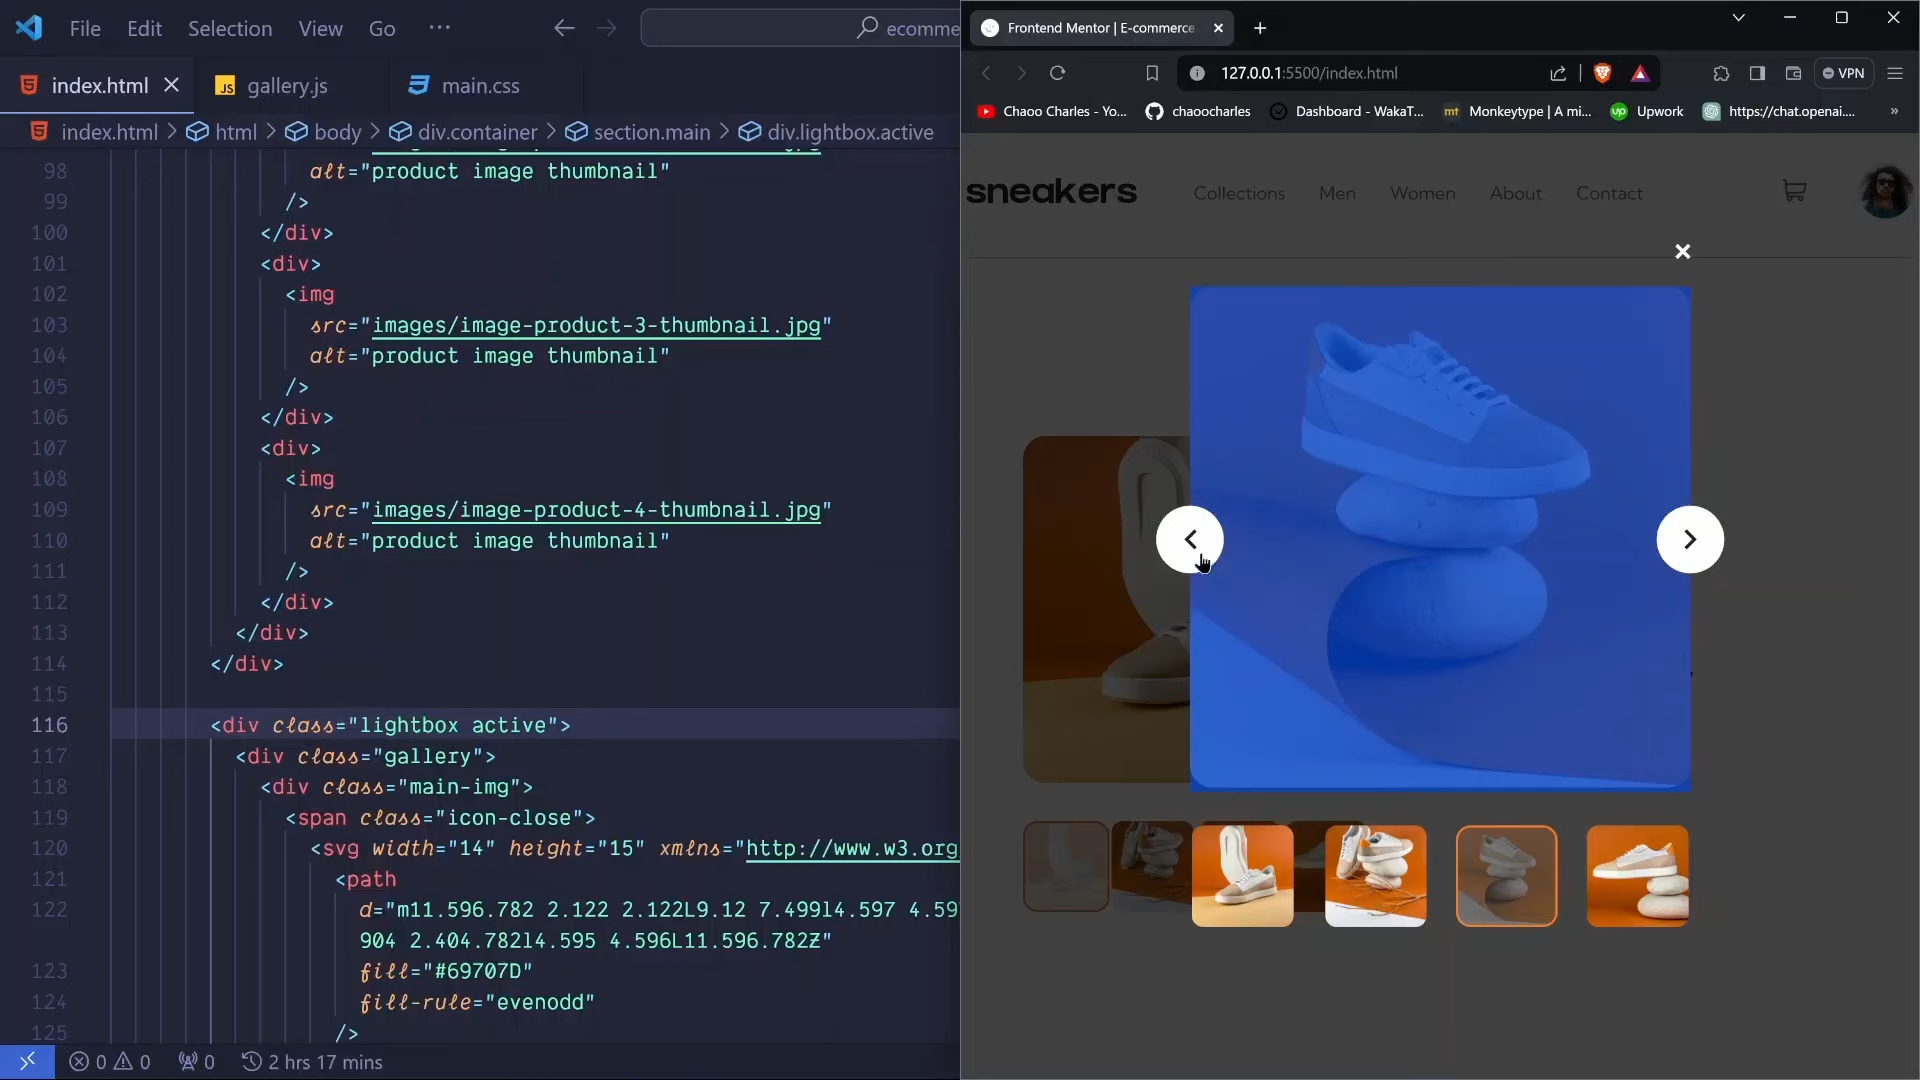 File Edit Selection View Go ··· ecomme
index.html gallery.js main.css
index.html > html > body > div.container > section.main > div.lightbox.active
98 alt="product image thumbnail"
99 />
100 </div>
101 <div>
102 <img
103 src="images/image-product-3-thumbnail.jpg"
104 alt="product image thumbnail"
105 />
106 </div>
107 <div>
108 <img
109 src="images/image-product-4-thumbnail.jpg"
110 alt="product image thumbnail"
111 />
112 </div>
113 </div>
114 </div>
115
116 <div class="lightbox active">
117 <div class="gallery">
118 <div class="main-img">
119 <span class="icon-close">
120 <svg width="14" height="15" xmlns="http://www.w3.org
121 <path
122 d="m11.596.782 2.122 2.122L9.12 7.499l4.597 4.59
904 2.404.782l4.595 4.596L11.596.782Z"
123 fill="#69707D"
124 fill-rule="evenodd"
125 />
0 0 0 2 hrs 17 mins
Frontend Mentor | E-commerce
127.0.0.1:5500/index.html VPN
Chaoo Charles - Yo... chaoocharles Dashboard - WakaT... mt Monkeytype | A mi... up Upwork https://chat.openai.... »
sneakers Collections Men Women About Contact